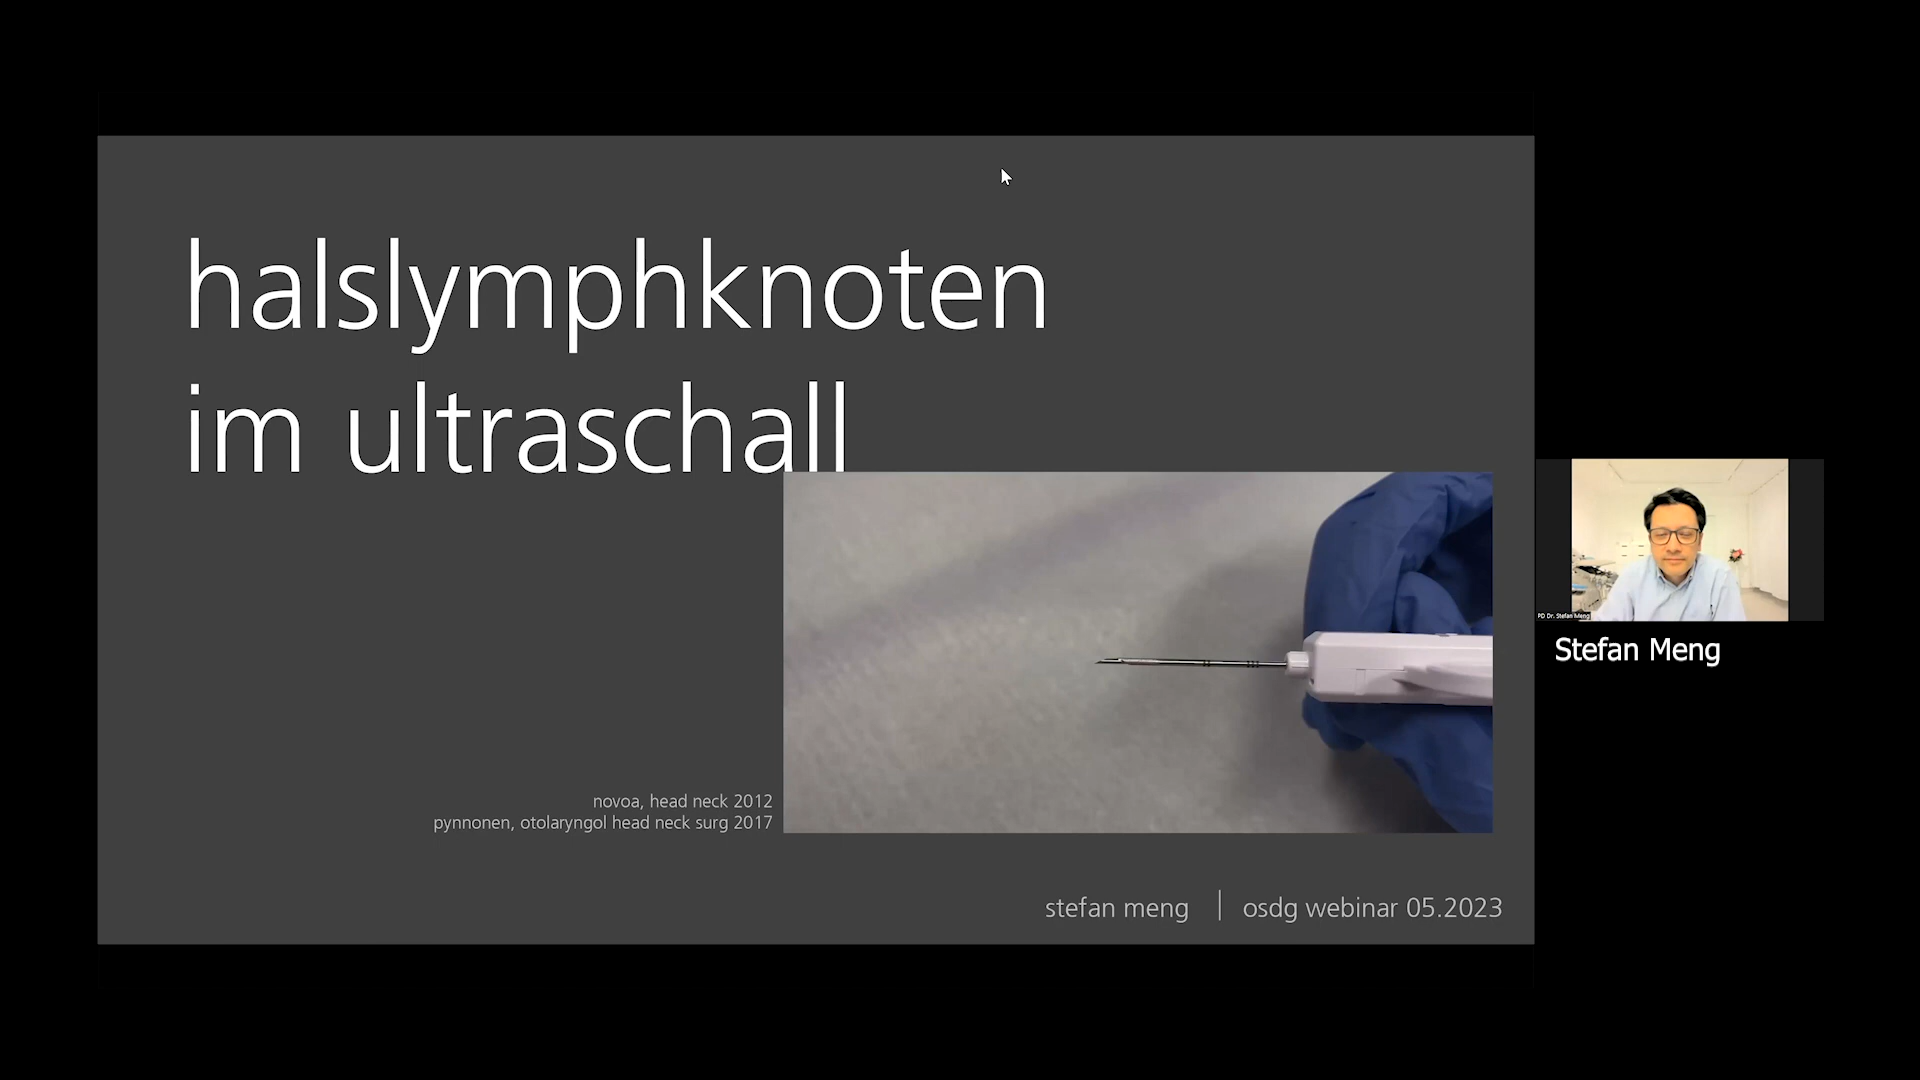 halslymphknoten
im ultraschall
novoa, head neck 2012
pynnonen, otolaryngol head neck surg 2017
stefan meng | osdg webinar 05.2023
PD Dr. Stefan Meng
Stefan Meng